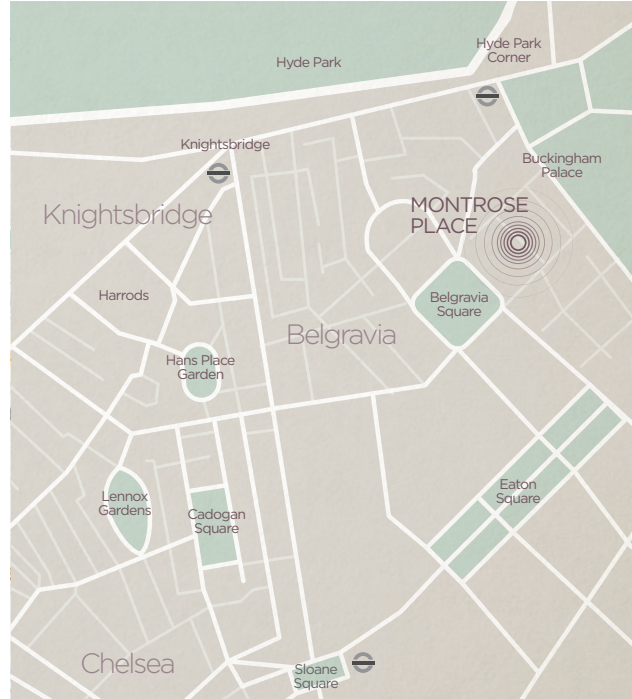 Hyde Park
Hyde Park
Corner
Knightsbridge
Buckingham
Palace
Knightsbridge
MONTROSE
PLACE
Harrods
Belgravia
Square
Belgravia
Hans Place
Garden
Eaton
Square
Lennox
Gardens
Cadogan
Square
Chelsea
Sloane
Square